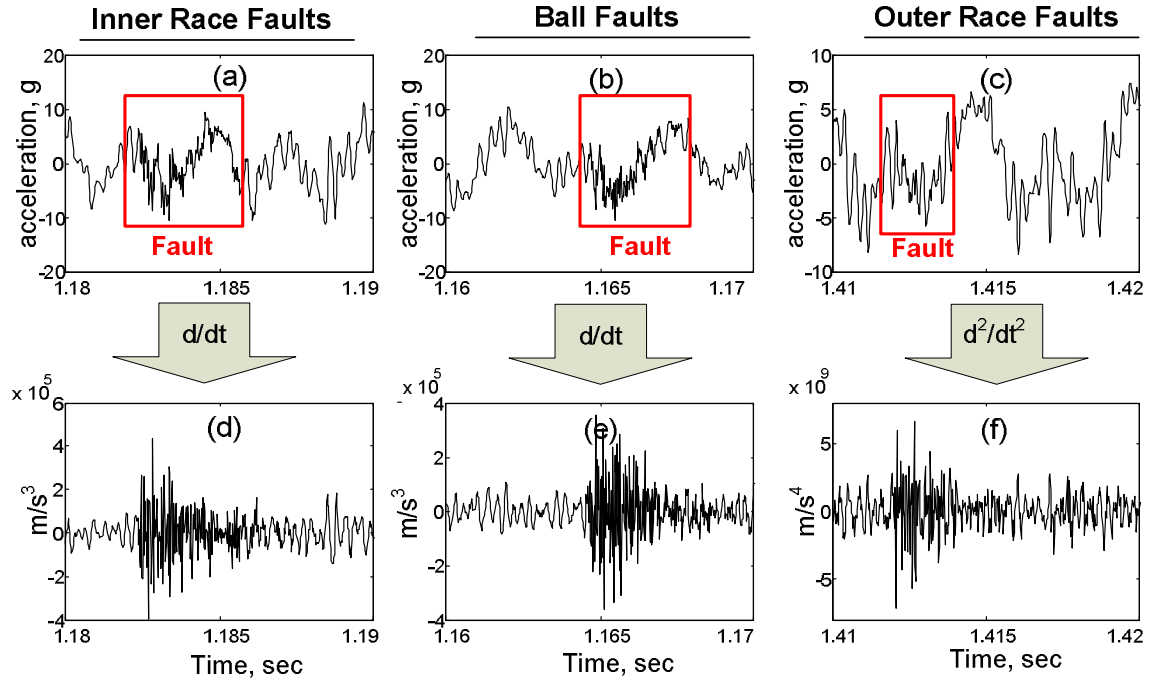 Inner Race Faults
Ball Faults
Outer Race Faults
(a)
acceleration, g
20
10
0
-10
-20
Fault
1.18
1.185
1.19
(b)
acceleration, g
20
10
0
-10
-20
Fault
1.16
1.165
1.17
(c)
acceleration, g
10
5
0
-5
-10
Fault
1.41
1.415
1.42
d/dt
d/dt
d²/dt²
(d)
x 10⁵
m/s³
6
4
2
0
-2
-4
1.18
1.185
1.19
Time, sec
(e)
x 10⁵
m/s³
4
2
0
-2
-4
1.16
1.165
1.17
Time, sec
(f)
x 10⁹
m/s⁴
5
0
-5
1.41
1.415
1.42
Time, sec